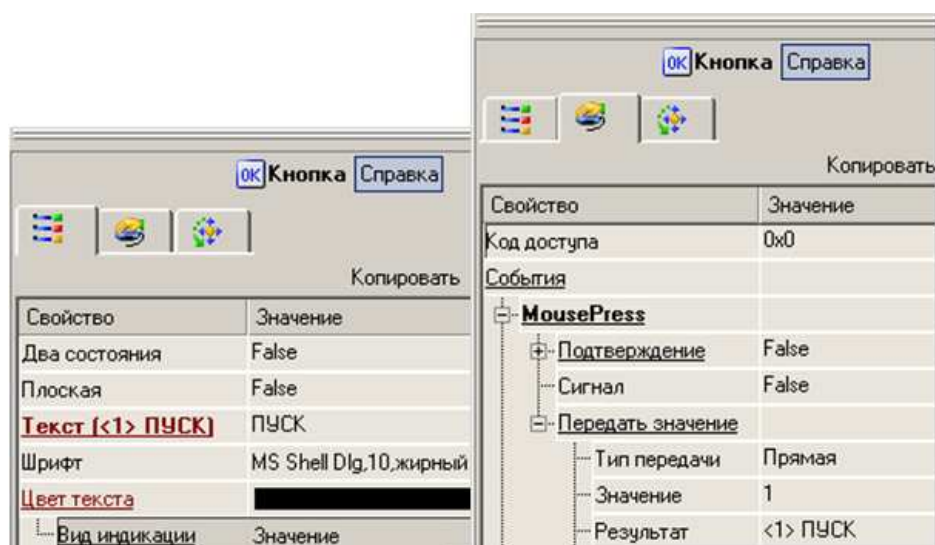 OK Кнопка Справка
Копировать
Свойство Значение
Два состояния False
Плоская False
Текст (<1> ПУСК) ПУСК
Шрифт MS Shell Dlg,10,жирный
Цвет текста
Вид индикации Значение
OK Кнопка Справка
Копировать
Свойство Значение
Код доступа 0x0
События
MousePress
Подтверждение False
Сигнал False
Передать значение
Тип передачи Прямая
Значение 1
Результат <1> ПУСК